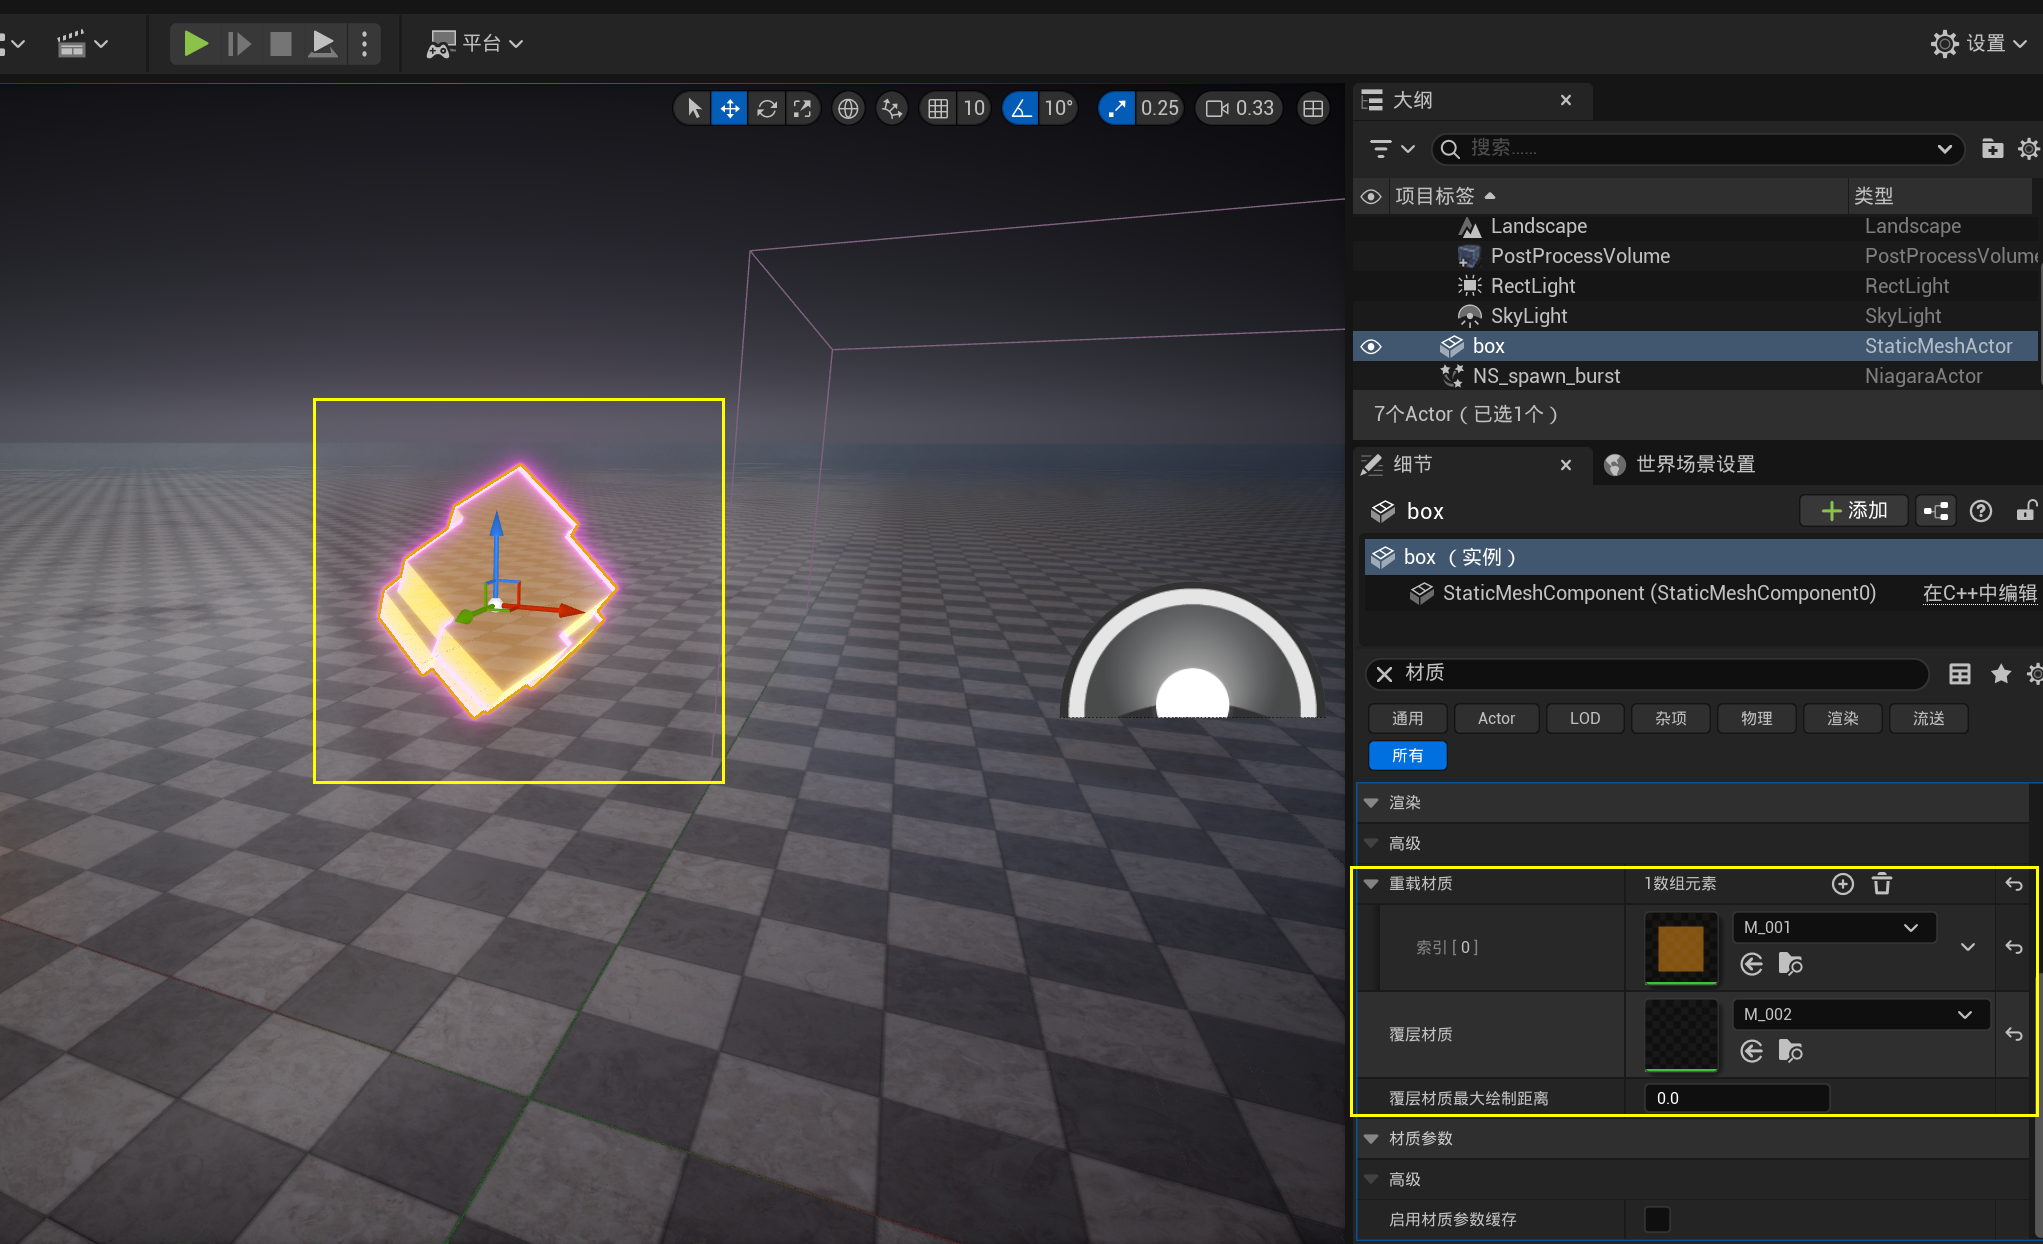 平台
设置
10
10°
0.25
0.33
大纲
搜索......
项目标签
类型
Landscape
Landscape
PostProcessVolume
PostProcessVolum
RectLight
RectLight
SkyLight
SkyLight
box
StaticMeshActor
NS_spawn_burst
NiagaraActor
7个Actor（已选1个）
细节
世界场景设置
box
添加
box （实例）
StaticMeshComponent (StaticMeshComponent0)
在C++中编辑
材质
通用
Actor
LOD
杂项
物理
渲染
流送
所有
渲染
高级
重载材质
1数组元素
索引 [ 0 ]
M_001
覆层材质
M_002
覆层材质最大绘制距离
0.0
材质参数
高级
启用材质参数缓存